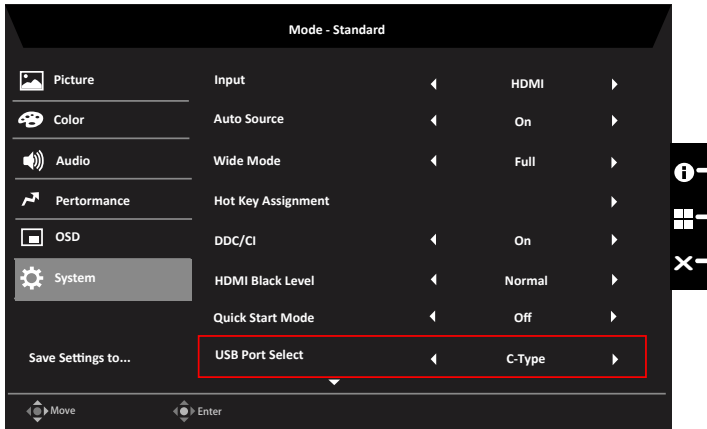 Mode - Standard
Picture
Color
Audio
Pertormance
OSD
System
Save Settings to...
Input HDMI
Auto Source On
Wide Mode Full
Hot Key Assignment
DDC/CI On
HDMI Black Level Normal
Quick Start Mode Off
USB Port Select C-Type
Move Enter